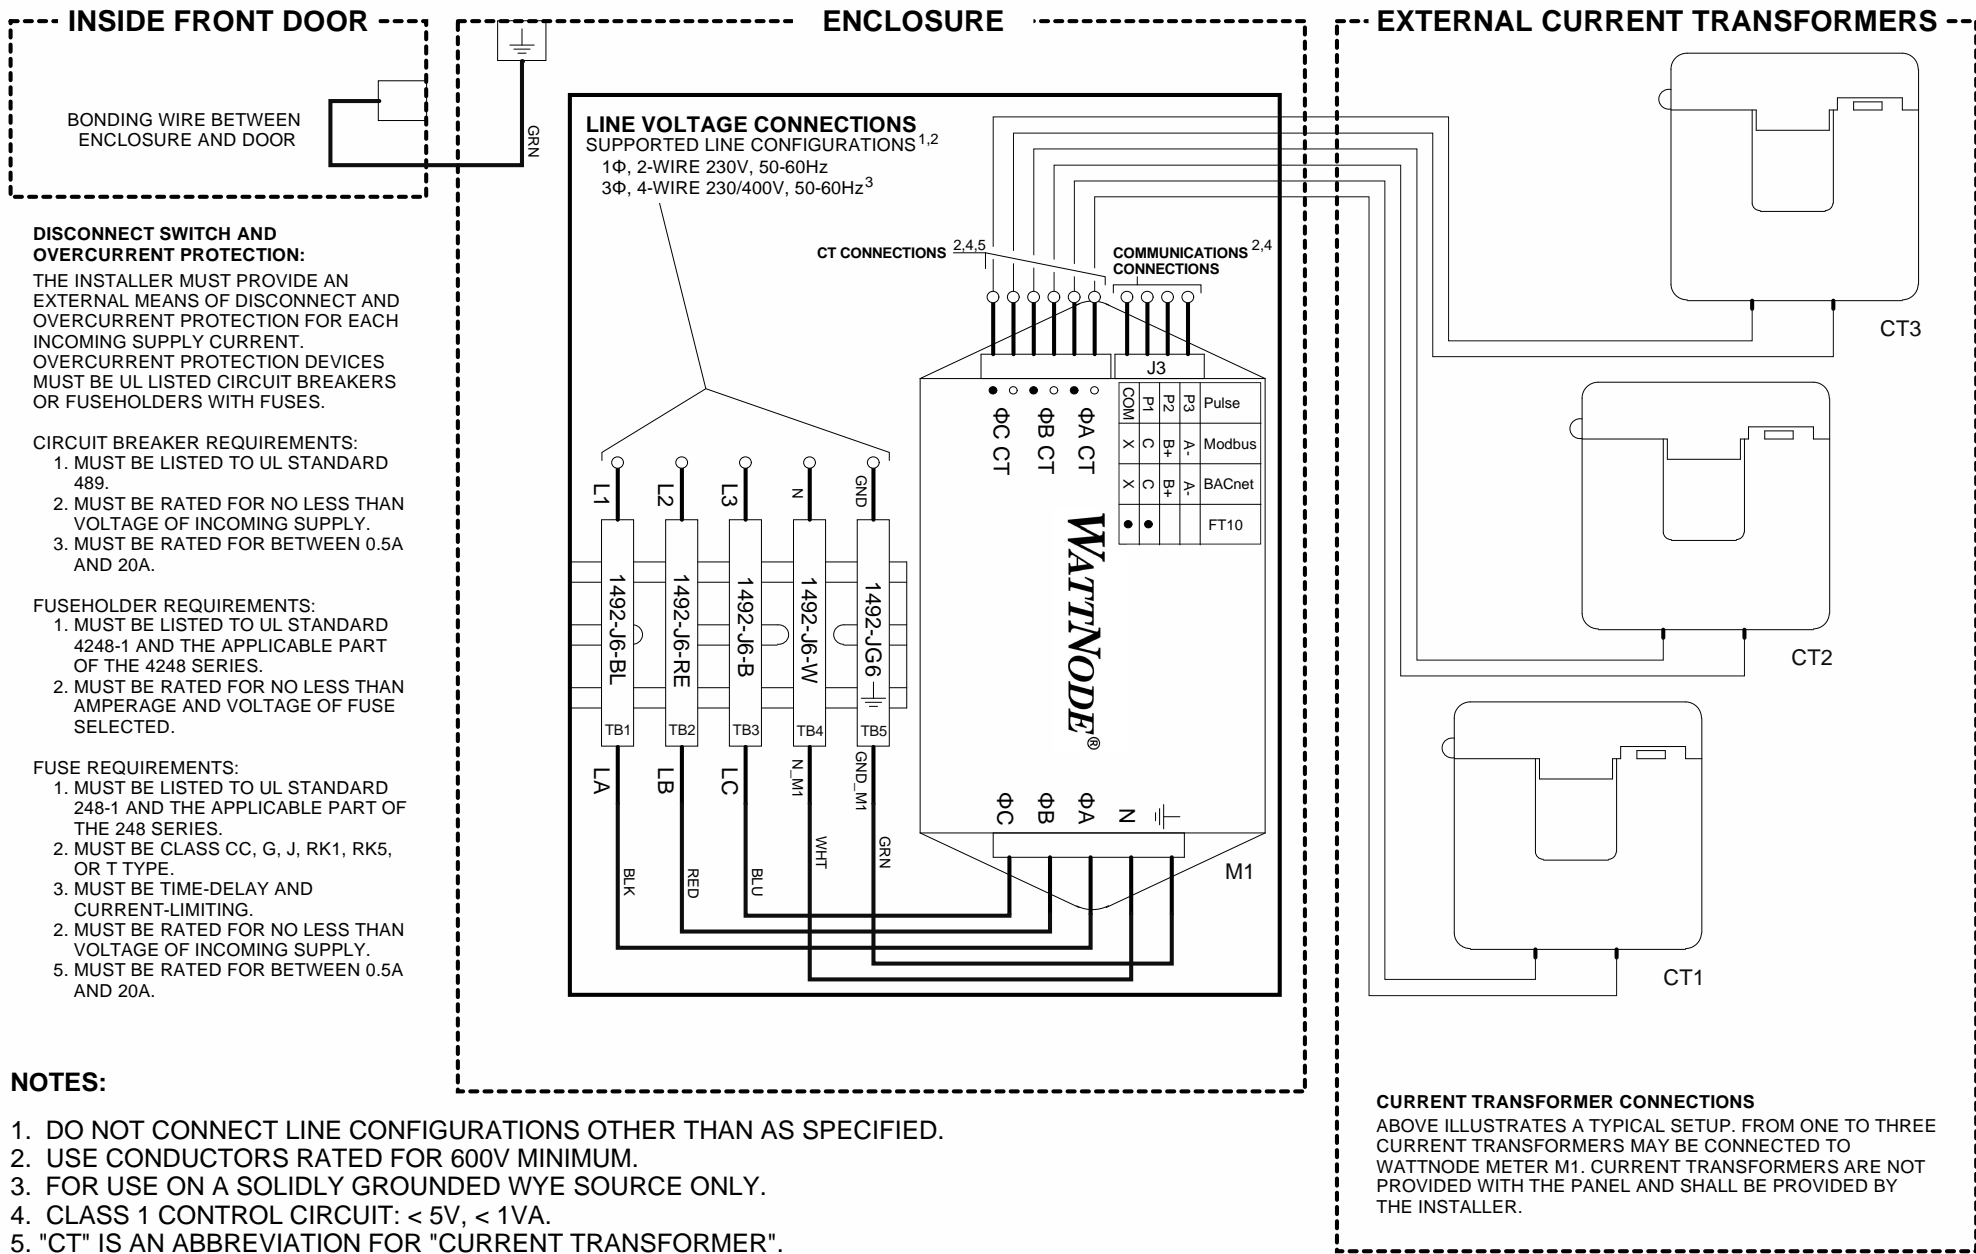 INSIDE FRONT DOOR
BONDING WIRE BETWEEN
ENCLOSURE AND DOOR
GRN
DISCONNECT SWITCH AND
OVERCURRENT PROTECTION:
THE INSTALLER MUST PROVIDE AN
EXTERNAL MEANS OF DISCONNECT AND
OVERCURRENT PROTECTION FOR EACH
INCOMING SUPPLY CURRENT.
OVERCURRENT PROTECTION DEVICES
MUST BE UL LISTED CIRCUIT BREAKERS
OR FUSEHOLDERS WITH FUSES.
CIRCUIT BREAKER REQUIREMENTS:
1. MUST BE LISTED TO UL STANDARD
489.
2. MUST BE RATED FOR NO LESS THAN
VOLTAGE OF INCOMING SUPPLY.
3. MUST BE RATED FOR BETWEEN 0.5A
AND 20A.
FUSEHOLDER REQUIREMENTS:
1. MUST BE LISTED TO UL STANDARD
4248-1 AND THE APPLICABLE PART
OF THE 4248 SERIES.
2. MUST BE RATED FOR NO LESS THAN
AMPERAGE AND VOLTAGE OF FUSE
SELECTED.
FUSE REQUIREMENTS:
1. MUST BE LISTED TO UL STANDARD
248-1 AND THE APPLICABLE PART OF
THE 248 SERIES.
2. MUST BE CLASS CC, G, J, RK1, RK5,
OR T TYPE.
3. MUST BE TIME-DELAY AND
CURRENT-LIMITING.
2. MUST BE RATED FOR NO LESS THAN
VOLTAGE OF INCOMING SUPPLY.
5. MUST BE RATED FOR BETWEEN 0.5A
AND 20A.
ENCLOSURE
LINE VOLTAGE CONNECTIONS
SUPPORTED LINE CONFIGURATIONS 1,2
1Φ, 2-WIRE 230V, 50-60Hz
3Φ, 4-WIRE 230/400V, 50-60Hz3
CT CONNECTIONS 2,4,5
COMMUNICATIONS 2,4
CONNECTIONS
J3
COM P1 P2 P3 Pulse
X C B+ A- Modbus
X C B+ A- BACnet
FT10
ΦC CT ΦB CT ΦA CT
WATTNODE®
L1 L2 L3 N GND
1492-J6-BL 1492-J6-RE 1492-J6-B 1492-J6-W 1492-JG6
TB1 TB2 TB3 TB4 TB5
LA LB LC N_M1 GND_M1
BLK RED BLU WHT GRN
ΦC ΦB ΦA N
M1
EXTERNAL CURRENT TRANSFORMERS
CT3
CT2
CT1
CURRENT TRANSFORMER CONNECTIONS
ABOVE ILLUSTRATES A TYPICAL SETUP. FROM ONE TO THREE
CURRENT TRANSFORMERS MAY BE CONNECTED TO
WATTNODE METER M1. CURRENT TRANSFORMERS ARE NOT
PROVIDED WITH THE PANEL AND SHALL BE PROVIDED BY
THE INSTALLER.
NOTES:
1. DO NOT CONNECT LINE CONFIGURATIONS OTHER THAN AS SPECIFIED.
2. USE CONDUCTORS RATED FOR 600V MINIMUM.
3. FOR USE ON A SOLIDLY GROUNDED WYE SOURCE ONLY.
4. CLASS 1 CONTROL CIRCUIT: < 5V, < 1VA.
5. "CT" IS AN ABBREVIATION FOR "CURRENT TRANSFORMER".